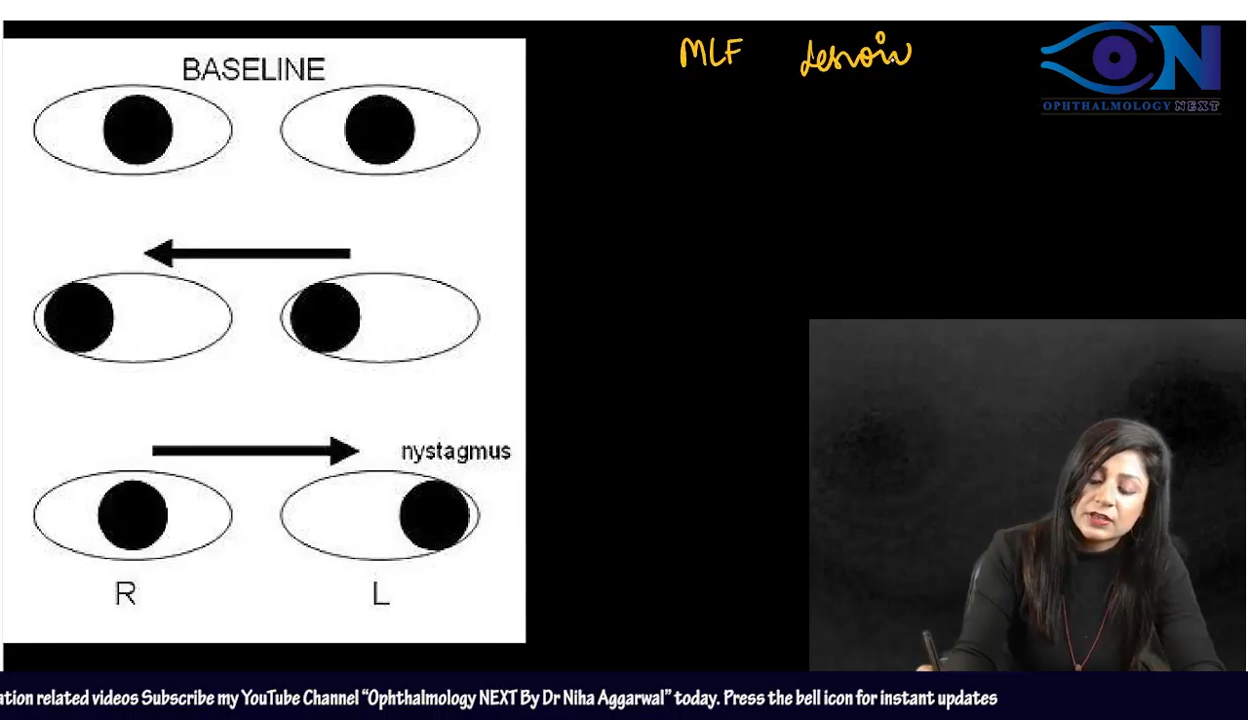 BASELINE
MLF lesion
ON
OPHTHALMOLOGY NEXT
nystagmus
R L
ation related videos Subscribe my YouTube Channel “Ophthalmology NEXT By Dr Niha Aggarwal” today. Press the bell icon for instant updates